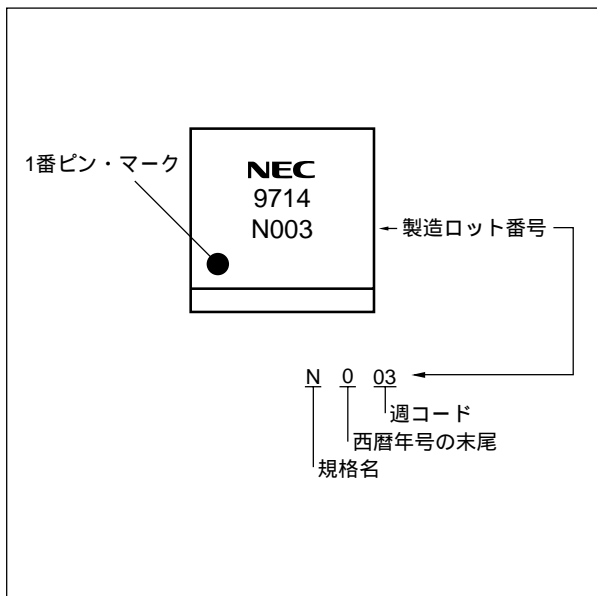 1番ピン・マーク
NEC
9714
N003
製造ロット番号
N 0 03
週コード
西暦年号の末尾
規格名